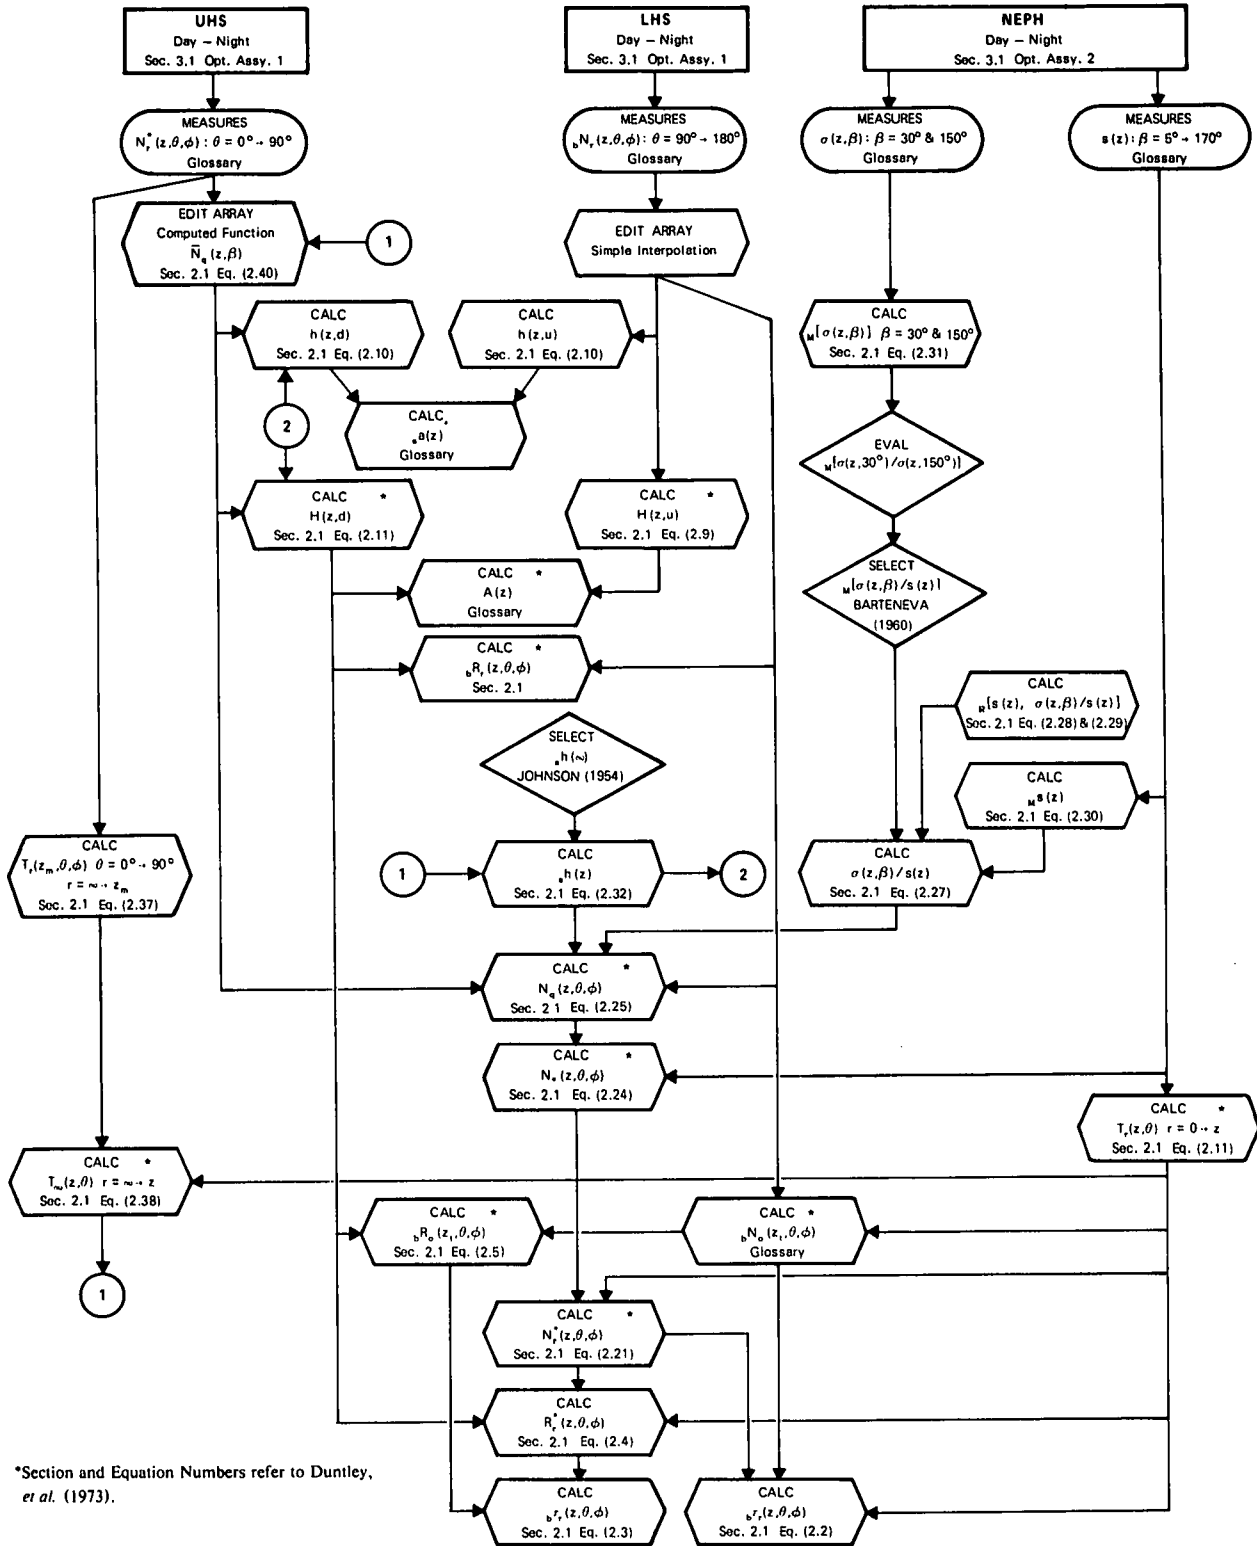 UHS
Day – Night
Sec. 3.1 Opt. Assy. 1
LHS
Day – Night
Sec. 3.1 Opt. Assy. 1
NEPH
Day – Night
Sec. 3.1 Opt. Assy. 2
MEASURES
N*r(z,θ,ϕ): θ = 0° → 90°
Glossary
MEASURES
bNr(z,θ,ϕ): θ = 90° → 180°
Glossary
MEASURES
σ(z,β): β = 30° & 150°
Glossary
MEASURES
s(z): β = 5° → 170°
Glossary
EDIT ARRAY
Computed Function
N̄q(z,β)
Sec. 2.1 Eq. (2.40)
1
EDIT ARRAY
Simple Interpolation
CALC
h(z,d)
Sec. 2.1 Eq. (2.10)
CALC
h(z,u)
Sec. 2.1 Eq. (2.10)
CALC
M[σ(z,β)] β = 30° & 150°
Sec. 2.1 Eq. (2.31)
2
CALC
sa(z)
Glossary
EVAL
M[σ(z,30°)/σ(z,150°)]
CALC *
H(z,d)
Sec. 2.1 Eq. (2.11)
CALC *
H(z,u)
Sec. 2.1 Eq. (2.9)
SELECT
M[σ(z,β)/s(z)]
BARTENEVA
(1960)
CALC *
A(z)
Glossary
CALC *
bRr(z,θ,ϕ)
Sec. 2.1
CALC
R[s(z), σ(z,β)/s(z)]
Sec. 2.1 Eq. (2.28) & (2.29)
SELECT
sh(∞)
JOHNSON (1954)
CALC
Ms(z)
Sec. 2.1 Eq. (2.30)
CALC
Tr(zm,θ,ϕ) θ = 0° → 90°
r = ∞ → zm
Sec. 2.1 Eq. (2.37)
1
CALC
sh(z)
Sec. 2.1 Eq. (2.32)
2
CALC
σ(z,β)/s(z)
Sec. 2.1 Eq. (2.27)
CALC *
Nq(z,θ,ϕ)
Sec. 2.1 Eq. (2.25)
CALC *
N*(z,θ,ϕ)
Sec. 2.1 Eq. (2.24)
CALC *
Tr(z,θ) r = 0 → z
Sec. 2.1 Eq. (2.11)
CALC *
T∞(z,θ) r = ∞ → z
Sec. 2.1 Eq. (2.38)
CALC *
bRo(zt,θ,ϕ)
Sec. 2.1 Eq. (2.5)
CALC *
bNo(zt,θ,ϕ)
Glossary
1
CALC *
N*r(z,θ,ϕ)
Sec. 2.1 Eq. (2.21)
CALC
R*r(z,θ,ϕ)
Sec. 2.1 Eq. (2.4)
CALC
brr(z,θ,ϕ)
Sec. 2.1 Eq. (2.3)
CALC
brr(z,θ,ϕ)
Sec. 2.1 Eq. (2.2)
*Section and Equation Numbers refer to Duntley,
et al. (1973).